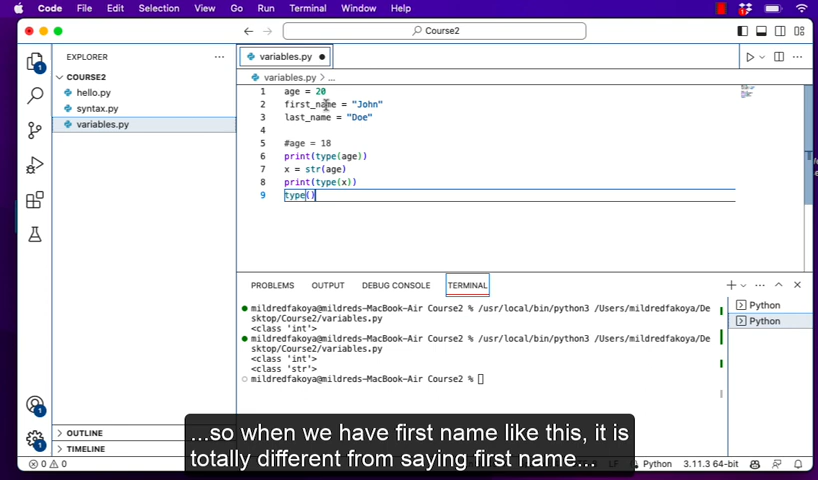 Code File Edit Selection View Go Run Terminal Window Help
Course2
EXPLORER
variables.py
COURSE2
variables.py > ...
hello.py
syntax.py
variables.py
1 age = 20
2 first_name = "John"
3 last_name = "Doe"
4
5 #age = 18
6 print(type(age))
7 x = str(age)
8 print(type(x))
9 type()
PROBLEMS OUTPUT DEBUG CONSOLE TERMINAL
mildredfakoya@mildreds-MacBook-Air Course2 % /usr/local/bin/python3 /Users/mildredfakoya/De
sktop/Course2/variables.py
<class 'int'>
mildredfakoya@mildreds-MacBook-Air Course2 % /usr/local/bin/python3 /Users/mildredfakoya/De
sktop/Course2/variables.py
<class 'int'>
<class 'str'>
mildredfakoya@mildreds-MacBook-Air Course2 %
Python
Python
OUTLINE
TIMELINE
...so when we have first name like this, it is
totally different from saying first name...
0 0
LF Python 3.11.3 64-bit